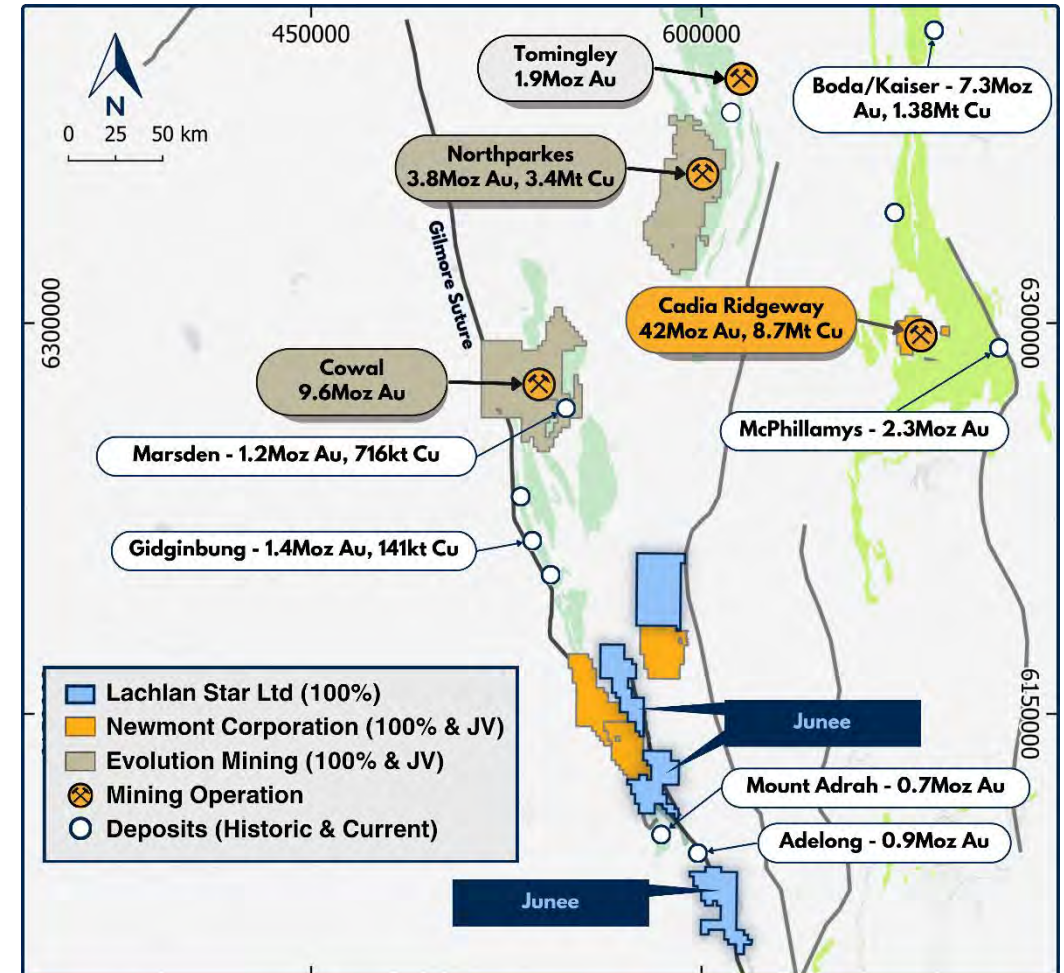 450000
600000
N
0 25 50 km
Tomingley
1.9Moz Au
Boda/Kaiser - 7.3Moz
Au, 1.38Mt Cu
Northparkes
3.8Moz Au, 3.4Mt Cu
Gilmore Suture
6300000
6300000
Cadia Ridgeway
42Moz Au, 8.7Mt Cu
Cowal
9.6Moz Au
McPhillamys - 2.3Moz Au
Marsden - 1.2Moz Au, 716kt Cu
Gidginbung - 1.4Moz Au, 141kt Cu
Lachlan Star Ltd (100%)
Newmont Corporation (100% & JV)
Evolution Mining (100% & JV)
Mining Operation
Deposits (Historic & Current)
Junee
6150000
Mount Adrah - 0.7Moz Au
Adelong - 0.9Moz Au
Junee